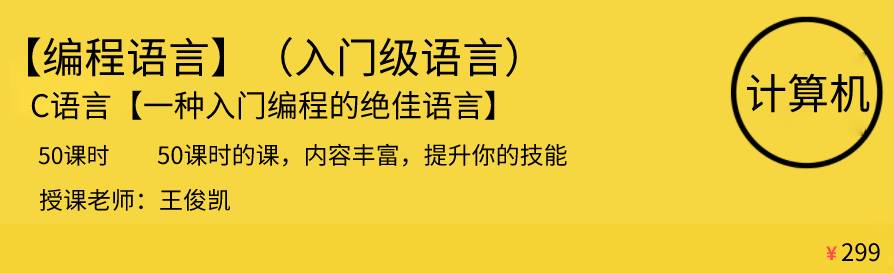 【编程语言】（入门级语言）
C语言【一种入门编程的绝佳语言】
计算机
50课时 50课时的课，内容丰富，提升你的技能
授课老师：王俊凯
¥299